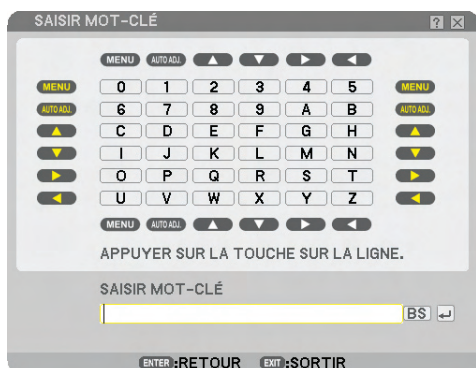 SAISIR MOT-CLÉ ?
MENU AUTO ADJ.
MENU 0 1 2 3 4 5 MENU
AUTO ADJ. 6 7 8 9 A B AUTO ADJ.
C D E F G H
I J K L M N
O P Q R S T
U V W X Y Z
MENU AUTO ADJ.
APPUYER SUR LA TOUCHE SUR LA LIGNE.
SAISIR MOT-CLÉ
BS
ENTER :RETOUR EXIT :SORTIR